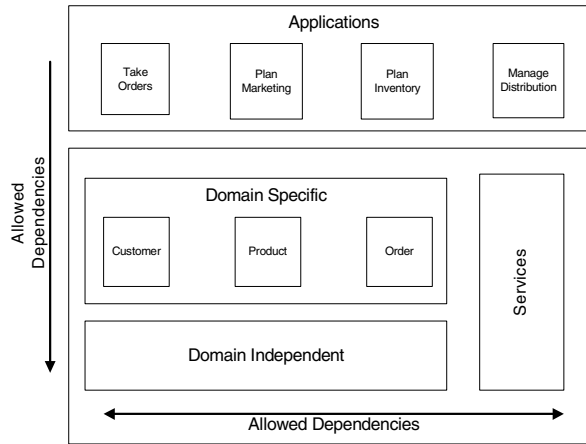 Applications
Take
Orders
Plan
Marketing
Plan
Inventory
Manage
Distribution
Allowed
Dependencies
Domain Specific
Customer
Product
Order
Services
Domain Independent
Allowed Dependencies